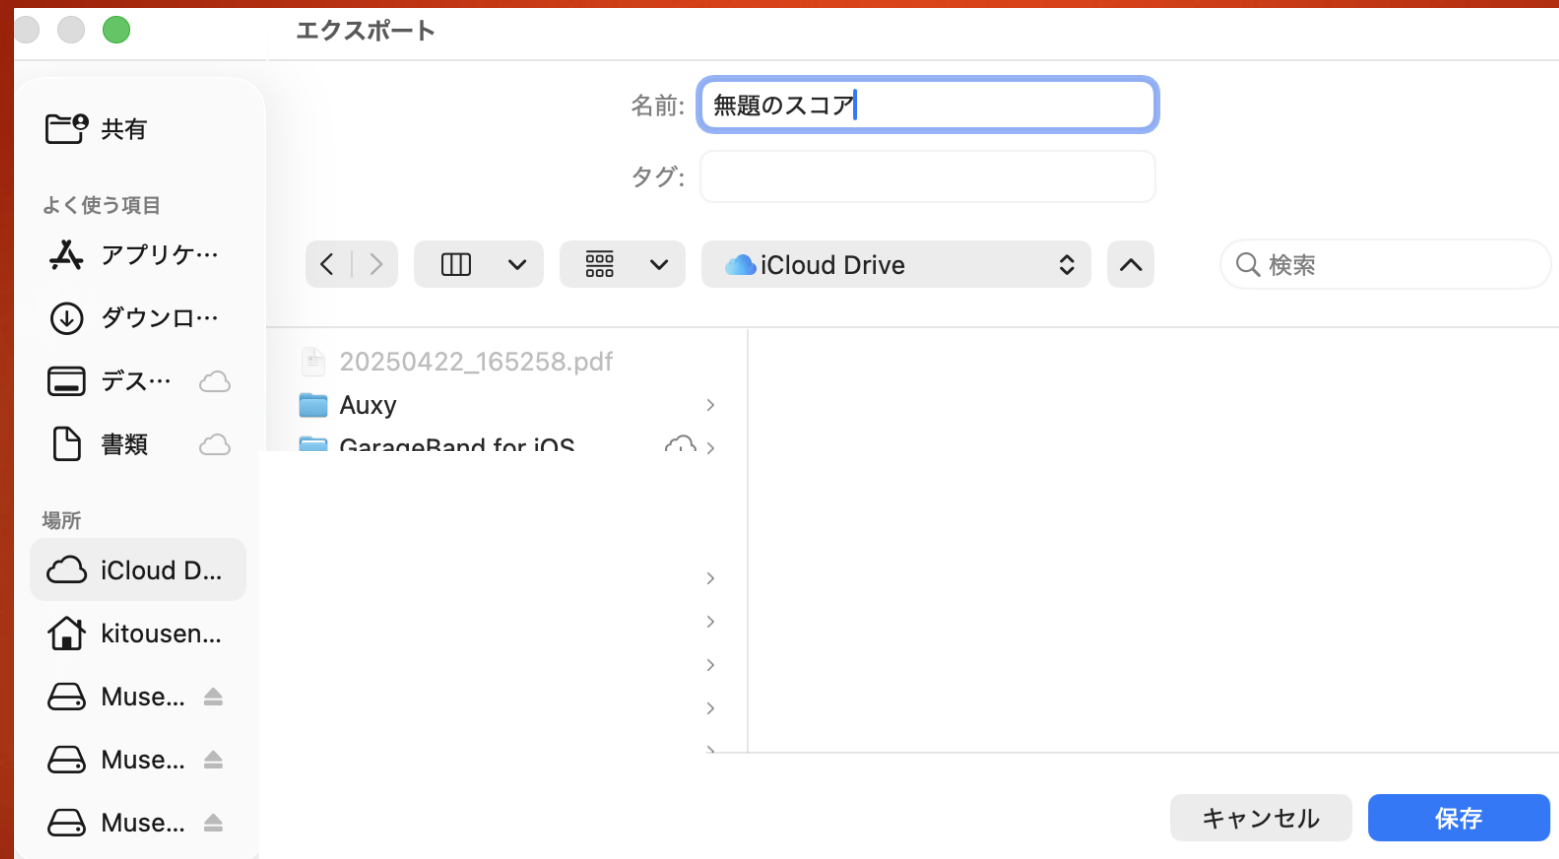 エクスポート
共有
よく使う項目
アプリケ…
ダウンロ…
デス…
書類
場所
iCloud D...
kitousen...
Muse...
Muse...
Muse...
名前: 無題のスコア
タグ:
iCloud Drive
検索
20250422_165258.pdf
Auxy
GarageBand for iOS
キャンセル
保存